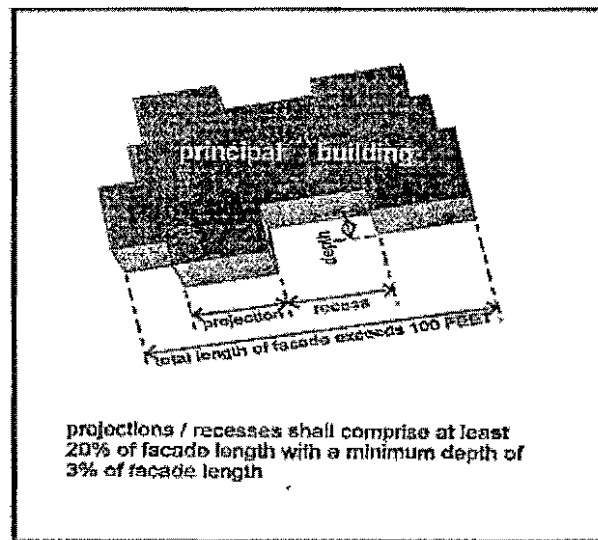 principal building
depth
projection recess
total length of facade exceeds 100 FEET
projections / recesses shall comprise at least
20% of facade length with a minimum depth of
3% of facade length